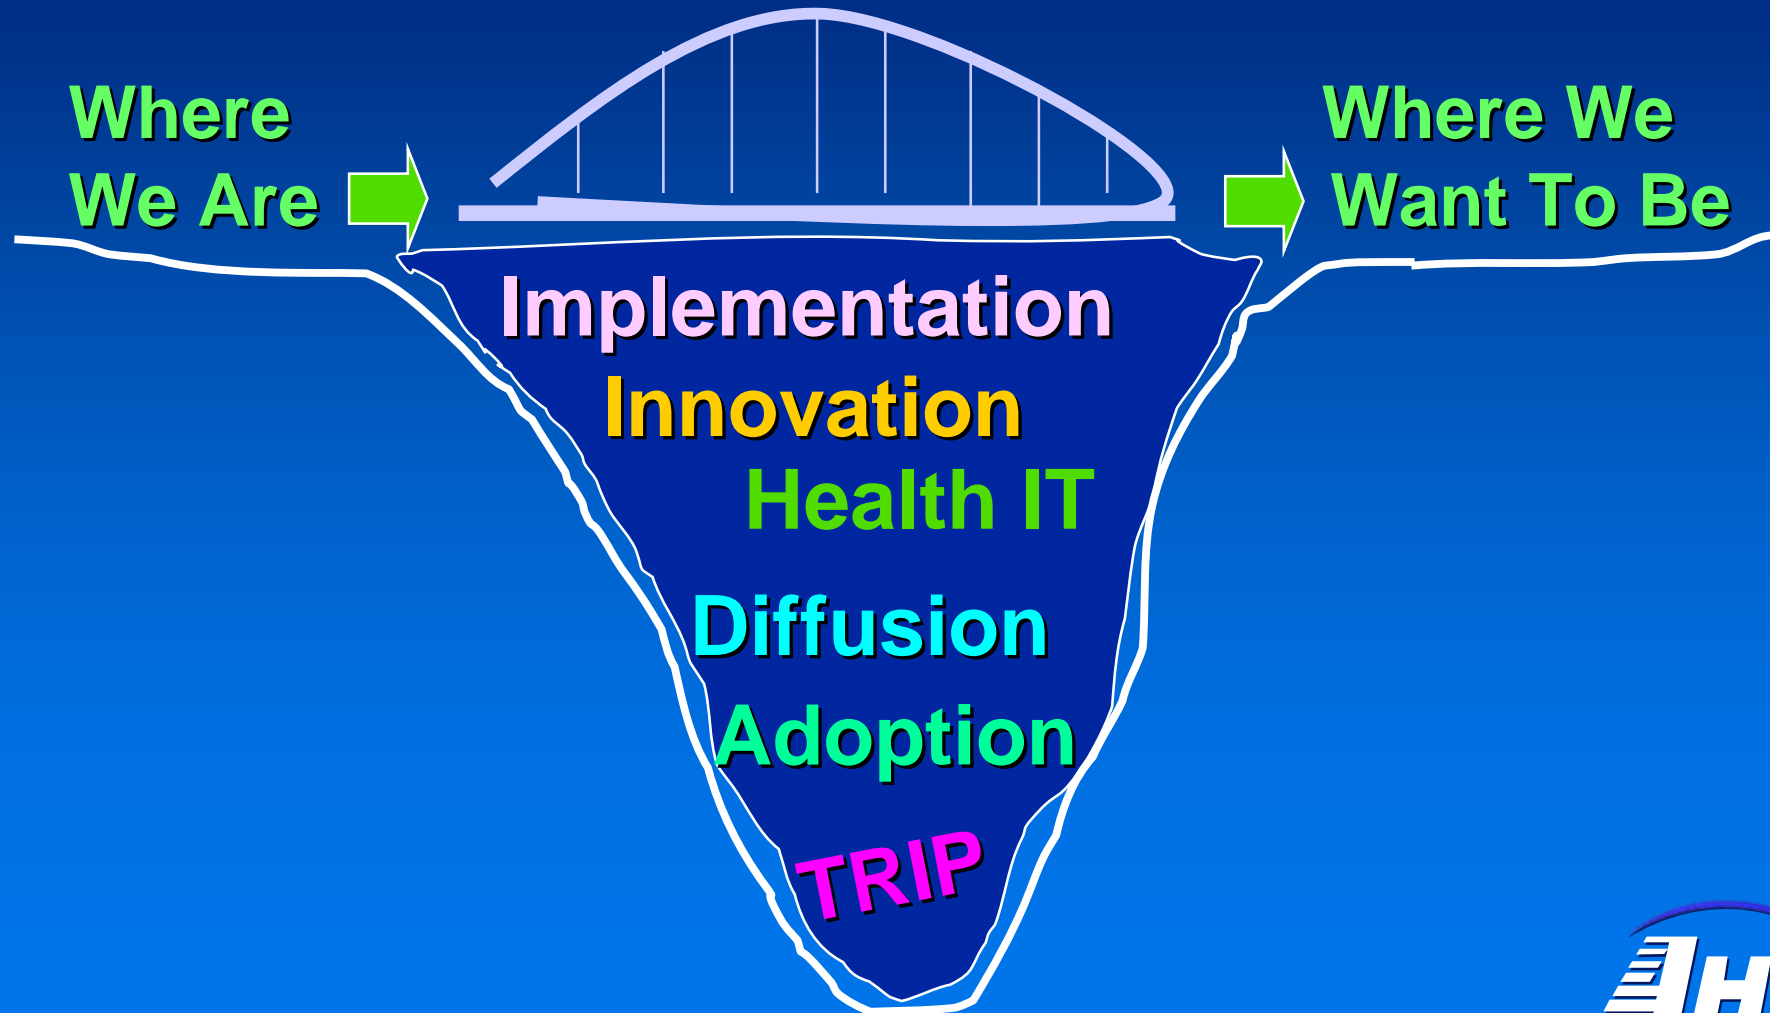 Where
We Are
Where We
Want To Be
Implementation
Innovation
Health IT
Diffusion
Adoption
TRIP